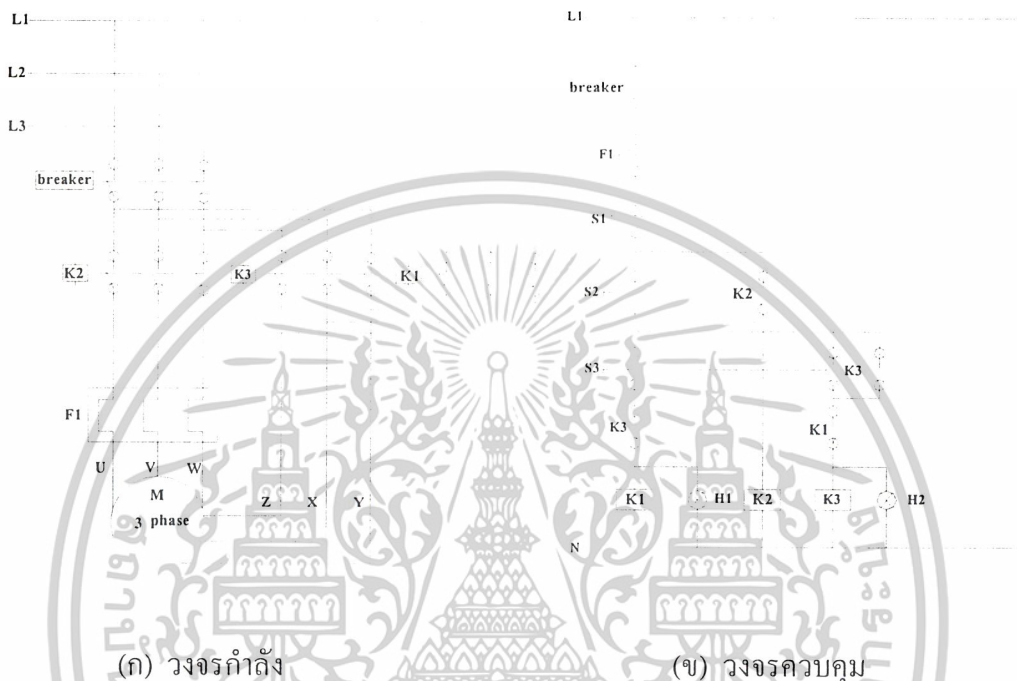 L1
L2
L3
breaker
K2
K3
K1
F1
U
V
W
M
3 phase
Z
X
Y
(ก) วงจรกำลัง
L1
breaker
F1
S1
S2
K2
S3
K3
K3
K1
K1
H1
K2
K3
H2
N
(ข) วงจรควบคุม